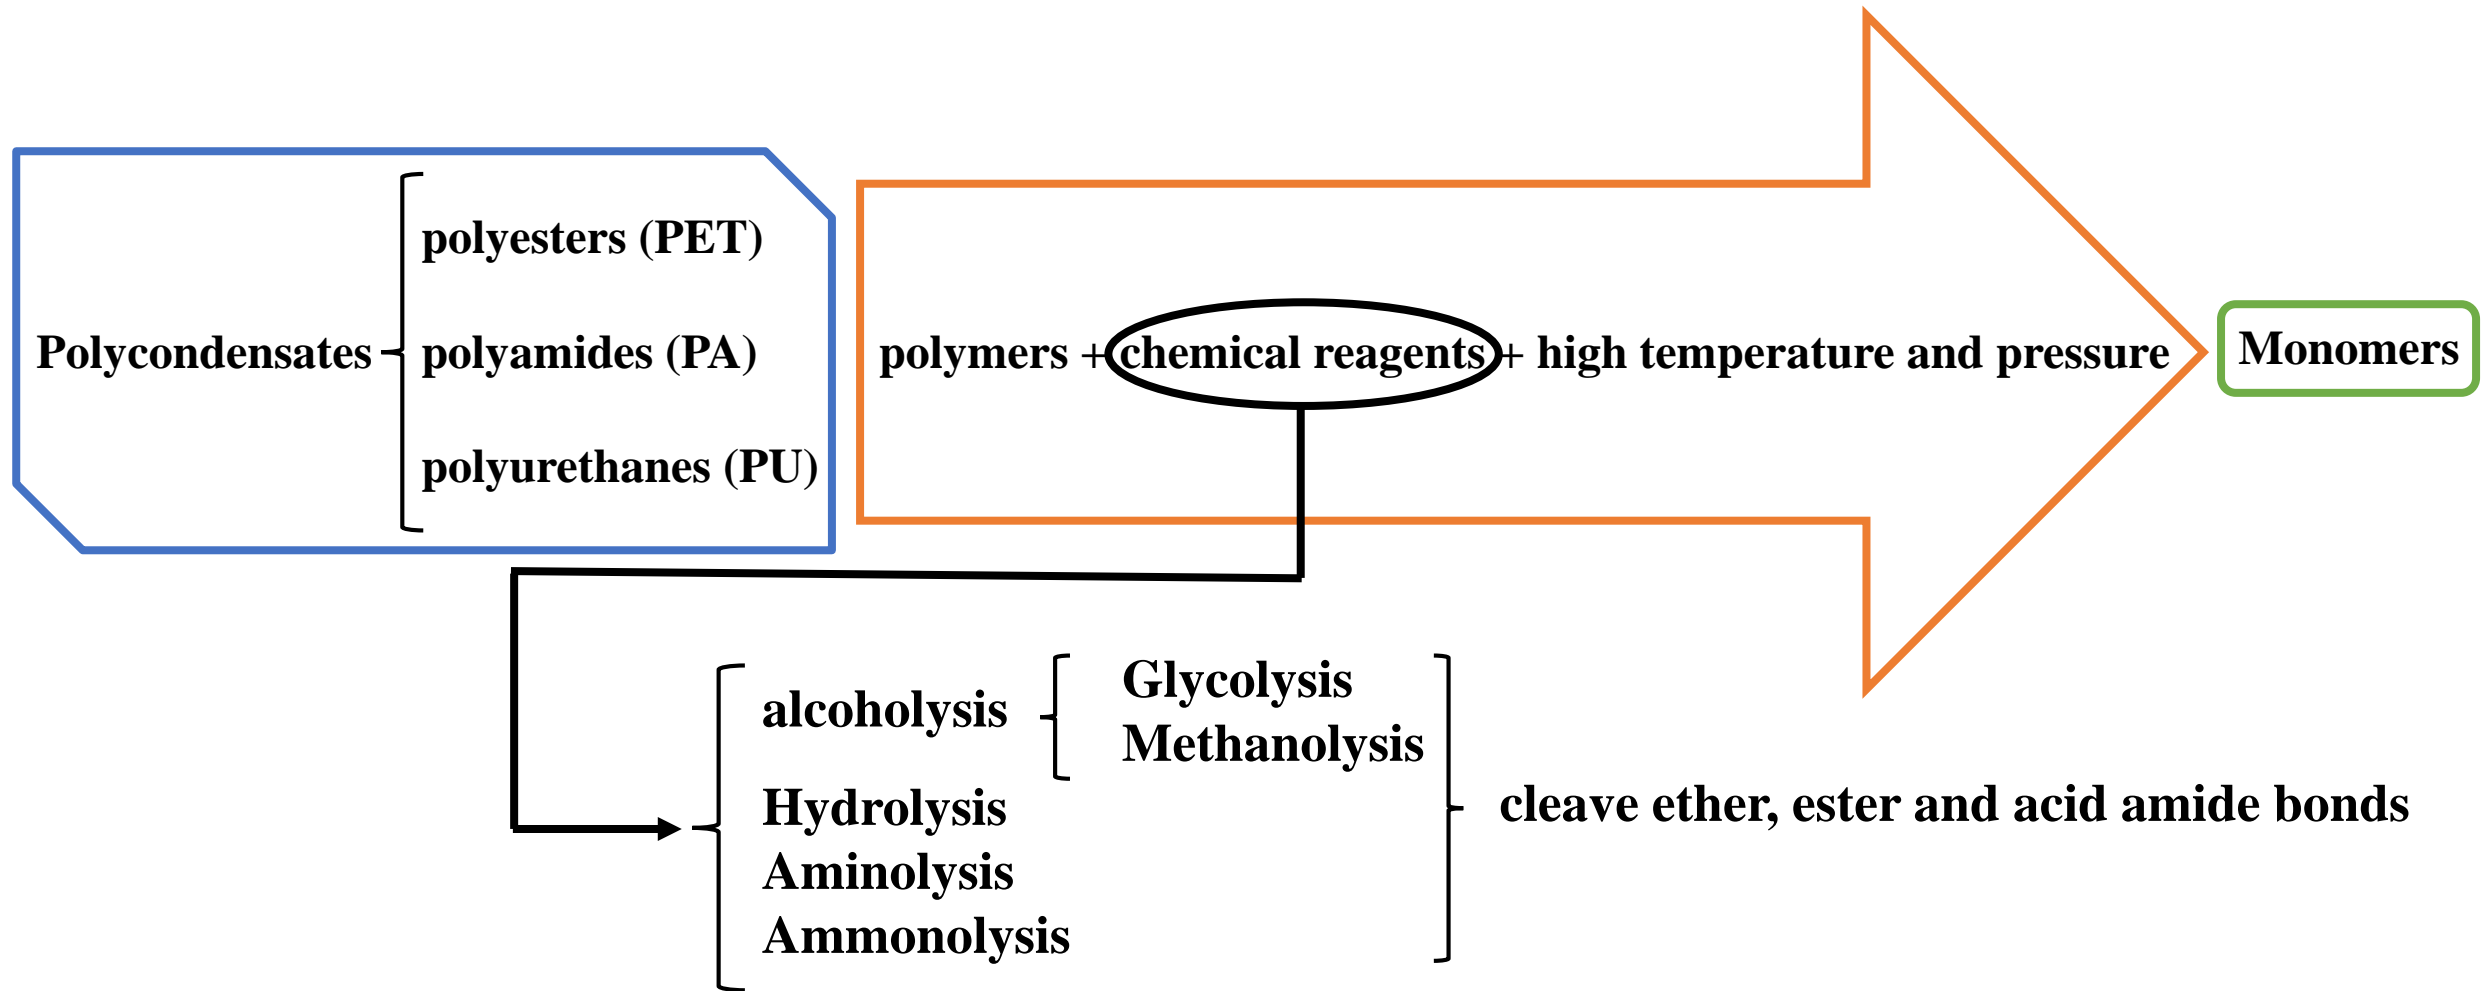 polyesters (PET)
Polycondensates
polyamides (PA)
polyurethanes (PU)
polymers + chemical reagents + high temperature and pressure
Monomers
alcoholysis
Glycolysis
Methanolysis
Hydrolysis
Aminolysis
Ammonolysis
cleave ether, ester and acid amide bonds